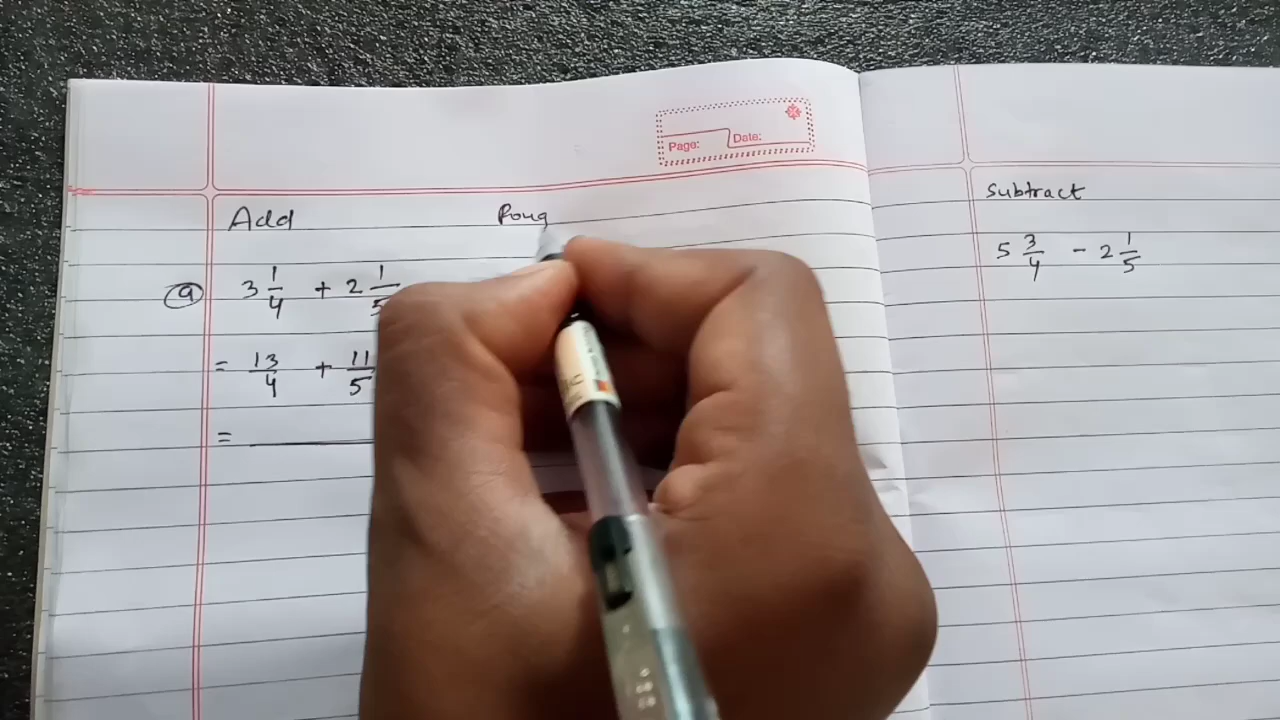 Page: Date:
Add Roug
(a) 3 1/4 + 2 1/5
= 13/4 + 11/5
=
Subtract
5 3/4 - 2 1/5